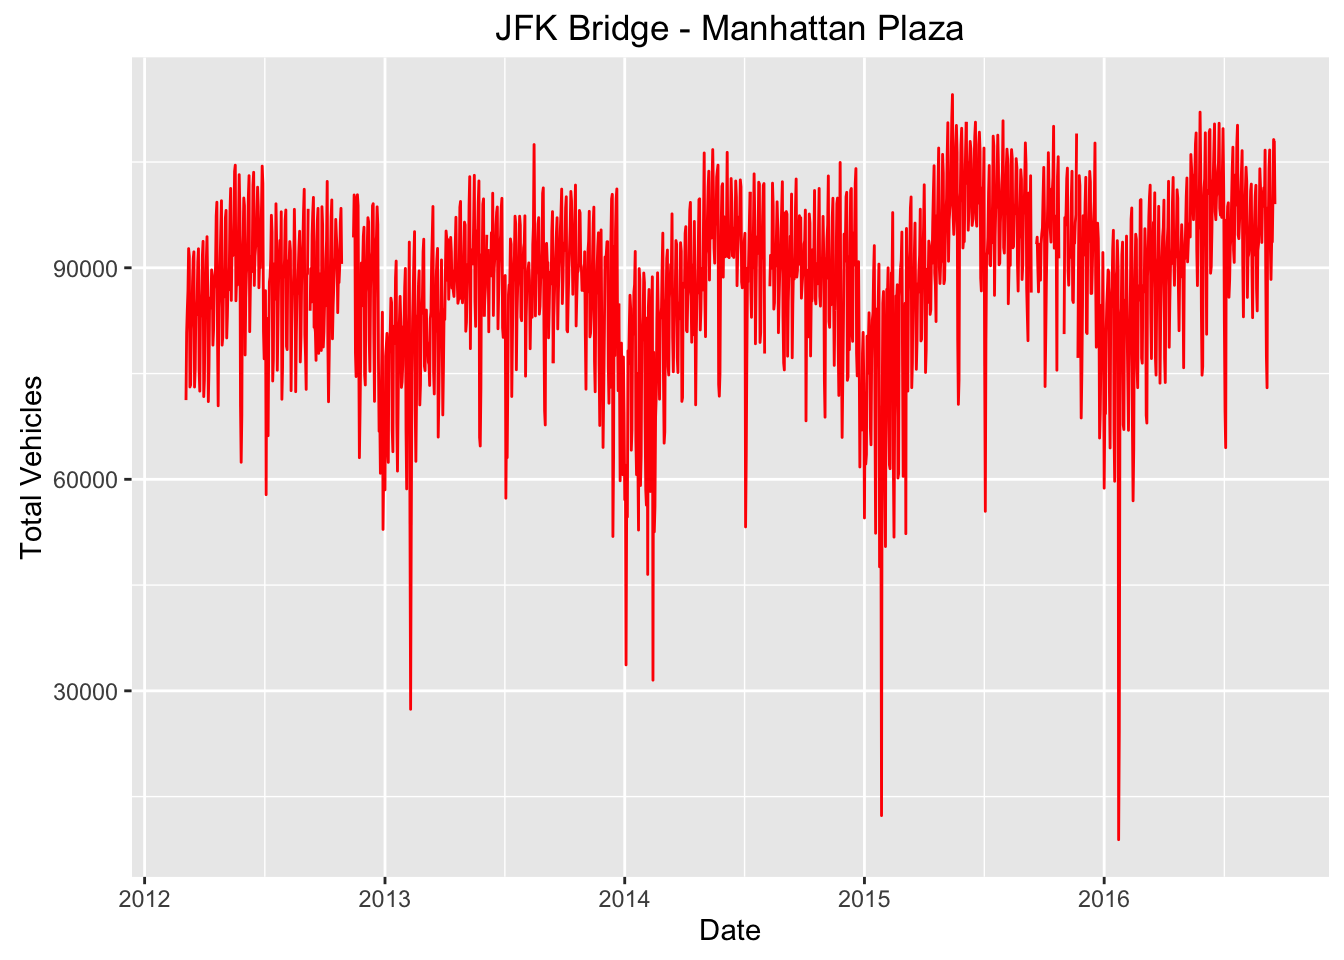 JFK Bridge - Manhattan Plaza
Total Vehicles
90000
60000
30000
2012 2013 2014 2015 2016
Date